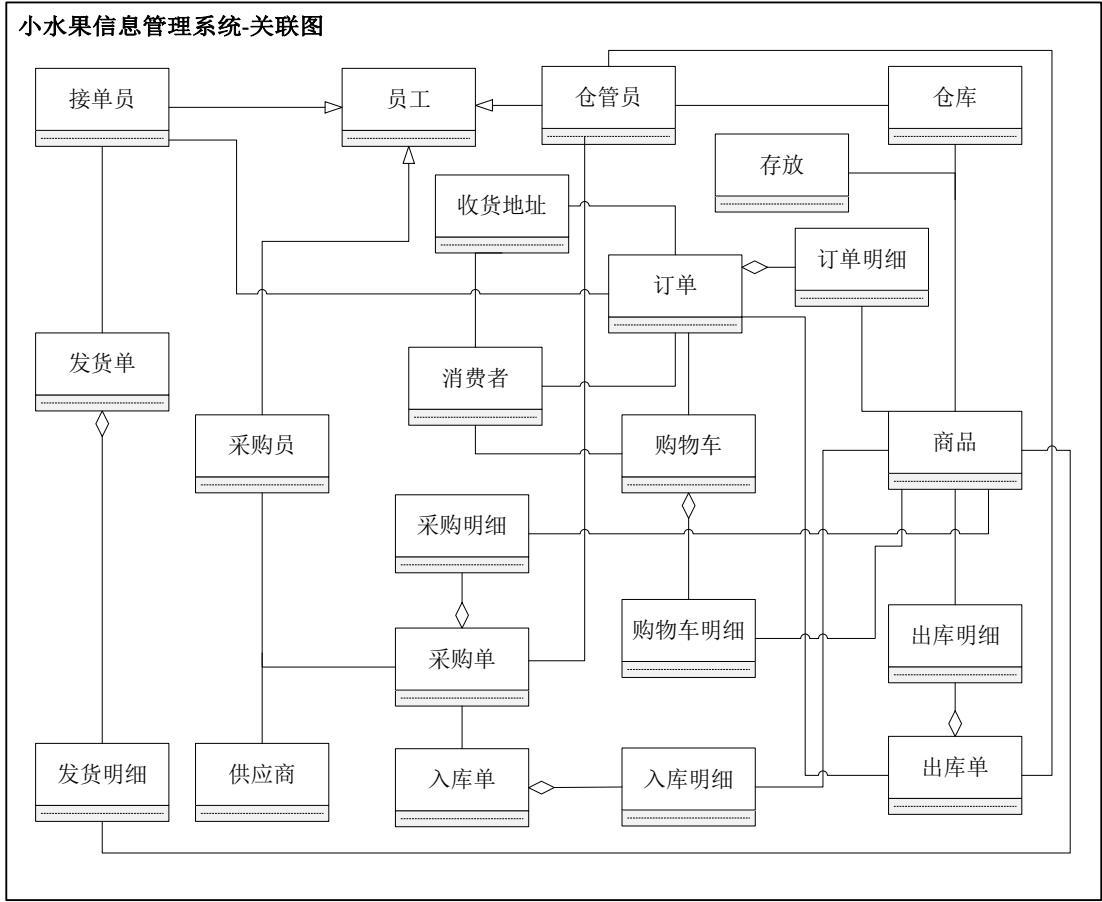 小水果信息管理系统-关联图
接单员
员工
仓管员
仓库
存放
收货地址
订单明细
订单
发货单
消费者
采购员
购物车
商品
采购明细
购物车明细
出库明细
采购单
发货明细
供应商
入库单
入库明细
出库单